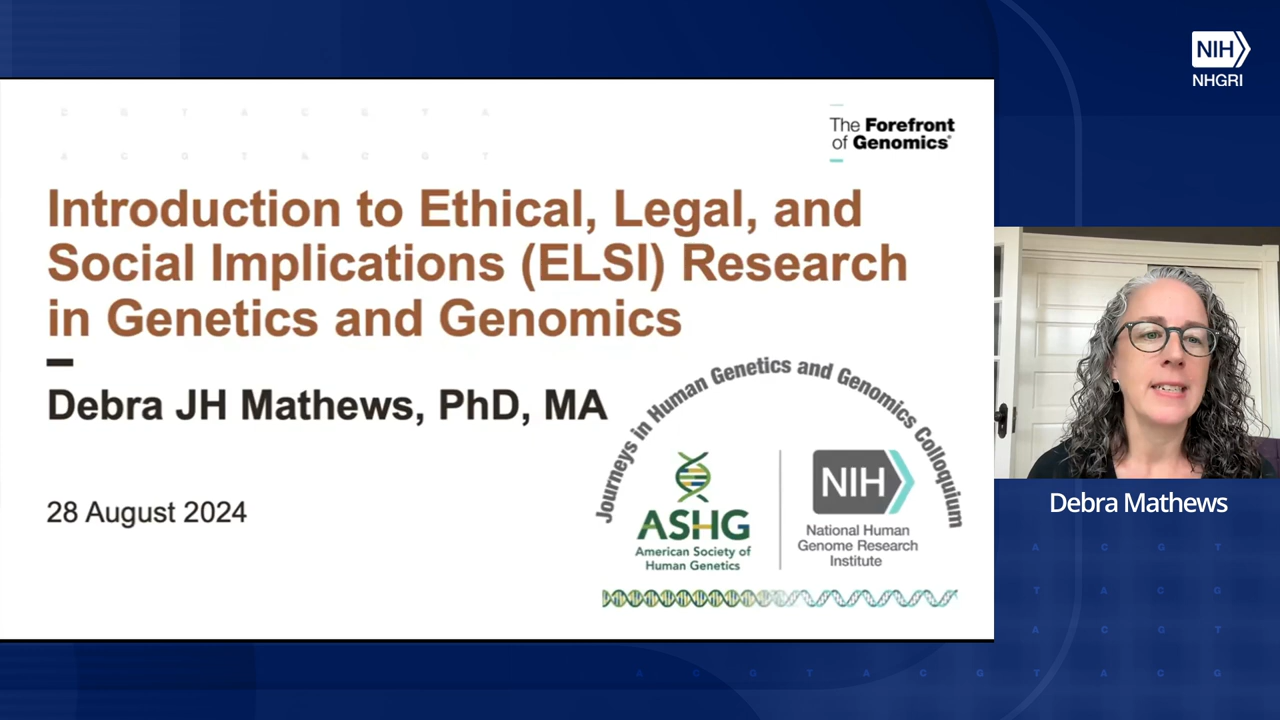 NIH
NHGRI
The Forefront
of Genomics®
Introduction to Ethical, Legal, and
Social Implications (ELSI) Research
in Genetics and Genomics
Debra JH Mathews, PhD, MA
28 August 2024
Journeys in Human Genetics and Genomics Colloquium
ASHG
American Society of
Human Genetics
NIH
National Human
Genome Research
Institute
Debra Mathews
A C G T
T A C G
A C G T
A C G T A C G T A C G